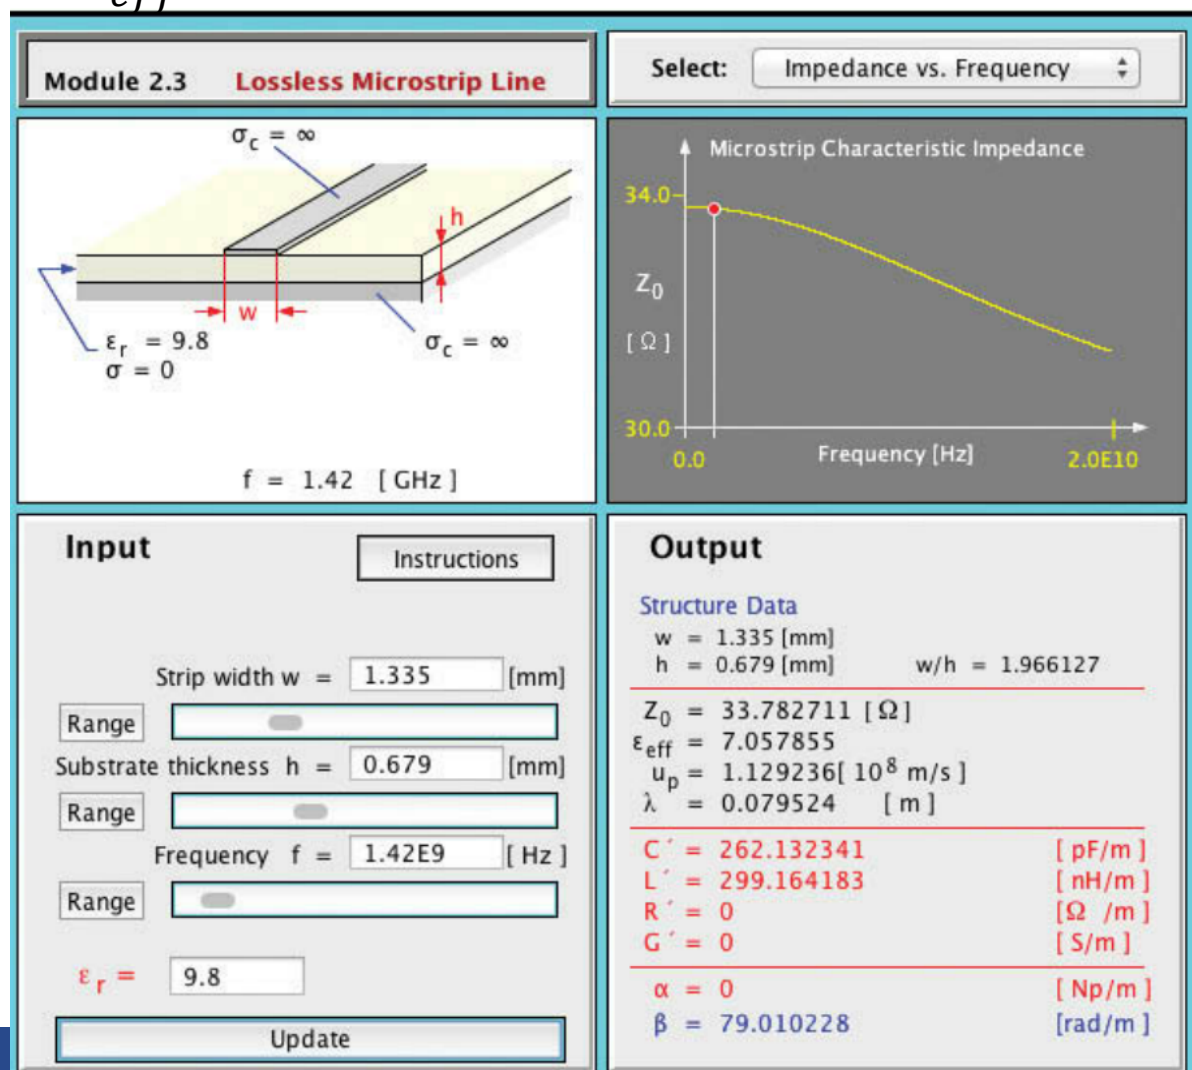 eff
Module 2.3 Lossless Microstrip Line
Select: Impedance vs. Frequency
σc = ∞
h
w
εr = 9.8
σ = 0
σc = ∞
f = 1.42 [ GHz ]
Microstrip Characteristic Impedance
34.0
Z0
[ Ω ]
30.0
0.0
Frequency [Hz]
2.0E10
Input
Instructions
Strip width w = 1.335 [mm]
Range
Substrate thickness h = 0.679 [mm]
Range
Frequency f = 1.42E9 [ Hz ]
Range
εr = 9.8
Update
Output
Structure Data
w = 1.335 [mm]
h = 0.679 [mm] w/h = 1.966127
Z0 = 33.782711 [ Ω ]
εeff = 7.057855
up = 1.129236[ 10⁸ m/s ]
λ = 0.079524 [ m ]
C´ = 262.132341 [ pF/m ]
L´ = 299.164183 [ nH/m ]
R´ = 0 [Ω /m ]
G´ = 0 [ S/m ]
α = 0 [ Np/m ]
β = 79.010228 [rad/m ]